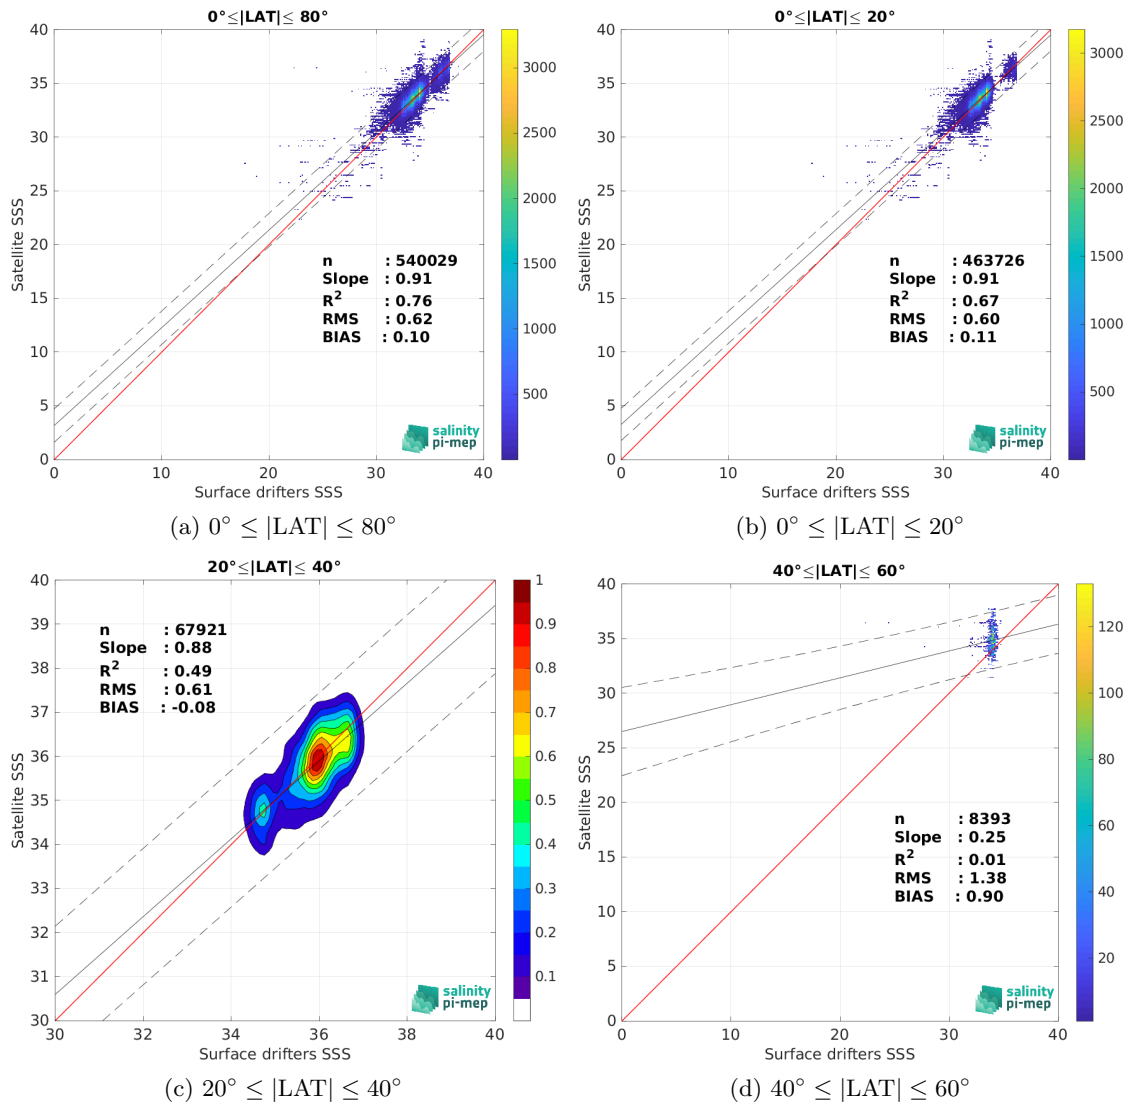 0°≤|LAT|≤ 80°
40
35
30
25
20
15
10
5
0
Satellite SSS
n : 540029
Slope : 0.91
R² : 0.76
RMS : 0.62
BIAS : 0.10
salinity
pi-mep
0 10 20 30 40
Surface drifters SSS
3000
2500
2000
1500
1000
500
(a) 0° ≤ |LAT| ≤ 80°
0°≤|LAT|≤ 20°
40
35
30
25
20
15
10
5
0
Satellite SSS
n : 463726
Slope : 0.91
R² : 0.67
RMS : 0.60
BIAS : 0.11
salinity
pi-mep
0 10 20 30 40
Surface drifters SSS
3000
2500
2000
1500
1000
500
(b) 0° ≤ |LAT| ≤ 20°
20°≤|LAT|≤ 40°
40
39
38
37
36
35
34
33
32
31
30
Satellite SSS
n : 67921
Slope : 0.88
R² : 0.49
RMS : 0.61
BIAS : -0.08
salinity
pi-mep
30 32 34 36 38 40
Surface drifters SSS
1
0.9
0.8
0.7
0.6
0.5
0.4
0.3
0.2
0.1
(c) 20° ≤ |LAT| ≤ 40°
40°≤|LAT|≤ 60°
40
35
30
25
20
15
10
5
0
Satellite SSS
n : 8393
Slope : 0.25
R² : 0.01
RMS : 1.38
BIAS : 0.90
salinity
pi-mep
0 10 20 30 40
Surface drifters SSS
120
100
80
60
40
20
(d) 40° ≤ |LAT| ≤ 60°